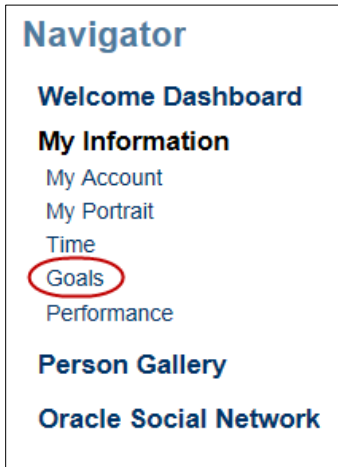 Navigator
Welcome Dashboard
My Information
My Account
My Portrait
Time
Goals
Performance
Person Gallery
Oracle Social Network